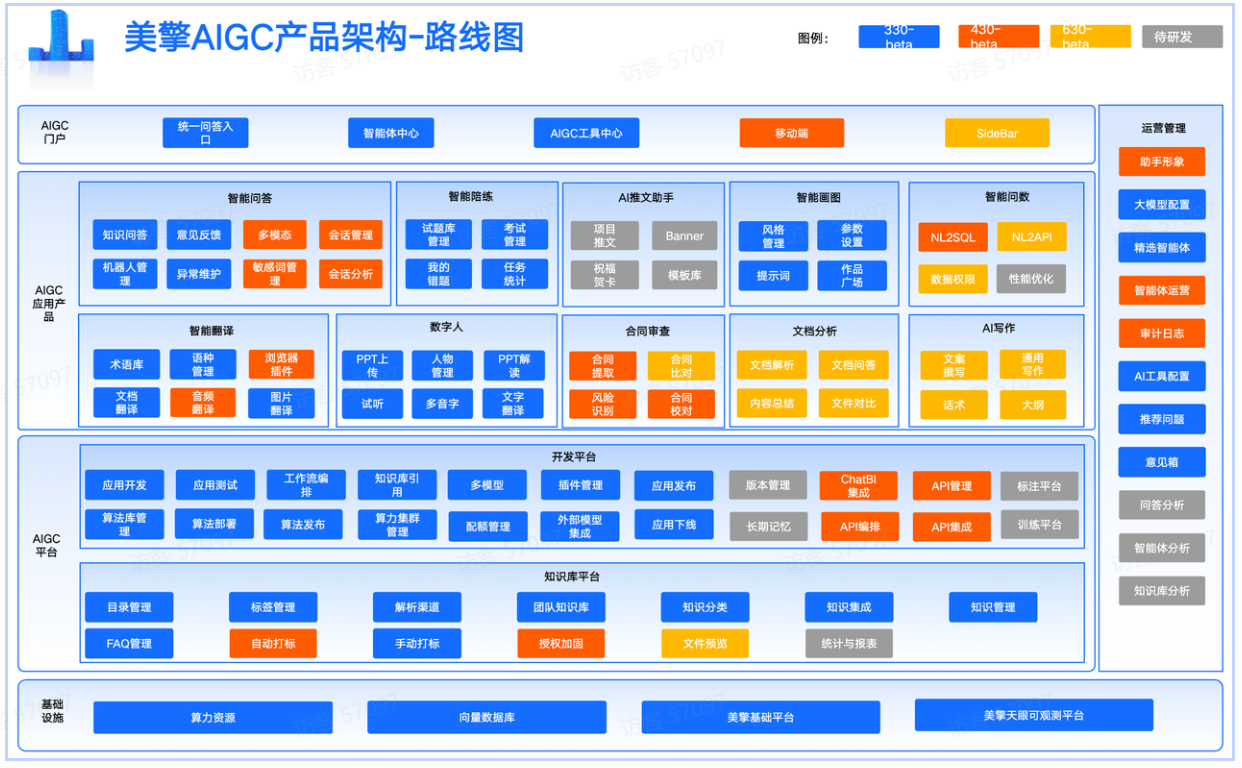 美擎AIGC产品架构-路线图
图例：
330-
beta
430-
beta
630-
beta
待研发
AIGC
门户
统一问答入
口
智能体中心
AIGC工具中心
移动端
SideBar
AIGC
应用产
品
智能问答
知识问答
意见反馈
多模态
会话管理
机器人管
理
异常维护
敏感词管
理
会话分析
智能陪练
试题库
管理
考试
管理
我的
错题
任务
统计
AI推文助手
项目
推文
Banner
祝福
贺卡
模板库
智能画图
风格
管理
参数
设置
提示词
作品
广场
智能问数
NL2SQL
NL2API
数据权限
性能优化
智能翻译
术语库
语种
管理
浏览器
插件
文档
翻译
音频
翻译
图片
翻译
数字人
PPT上
传
人物
管理
PPT解
读
试听
多音字
文字
翻译
合同审查
合同
提取
合同
比对
风险
识别
合同
校对
文档分析
文档解析
文档问答
内容总结
文件对比
AI写作
文案
撰写
通用
写作
话术
大纲
AIGC
平台
开发平台
应用开发
应用测试
工作流编
排
知识库引
用
多模型
插件管理
应用发布
版本管理
ChatBI
集成
API管理
标注平台
算法库管
理
算法部署
算法发布
算力集群
管理
配额管理
外部模型
集成
应用下线
长期记忆
API编排
API集成
训练平台
知识库平台
目录管理
标签管理
解析渠道
团队知识库
知识分类
知识集成
知识管理
FAQ管理
自动打标
手动打标
授权加固
文件预览
统计与报表
基础
设施
算力资源
向量数据库
美擎基础平台
美擎天眼可观测平台
运营管理
助手形象
大模型配置
精选智能体
智能体运营
审计日志
AI工具配置
推荐问题
意见箱
问答分析
智能体分析
知识库分析
访客 57097